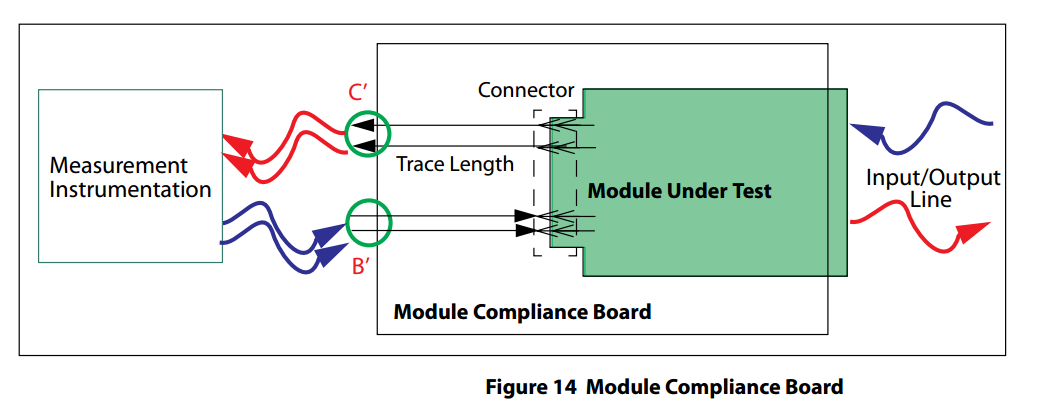 Connector
C′
Trace Length
Measurement
Instrumentation
Module Under Test
Input/Output
Line
B′
Module Compliance Board
Figure 14 Module Compliance Board